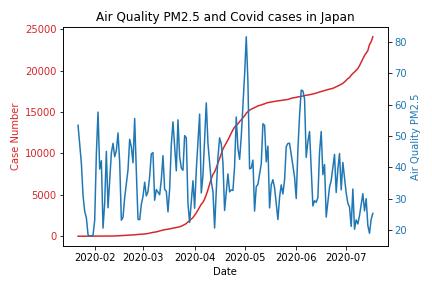 Air Quality PM2.5 and Covid cases in Japan
25000
20000
15000
10000
5000
0
Case Number
80
70
60
50
40
30
20
Air Quality PM2.5
2020-02 2020-03 2020-04 2020-05 2020-06 2020-07
Date